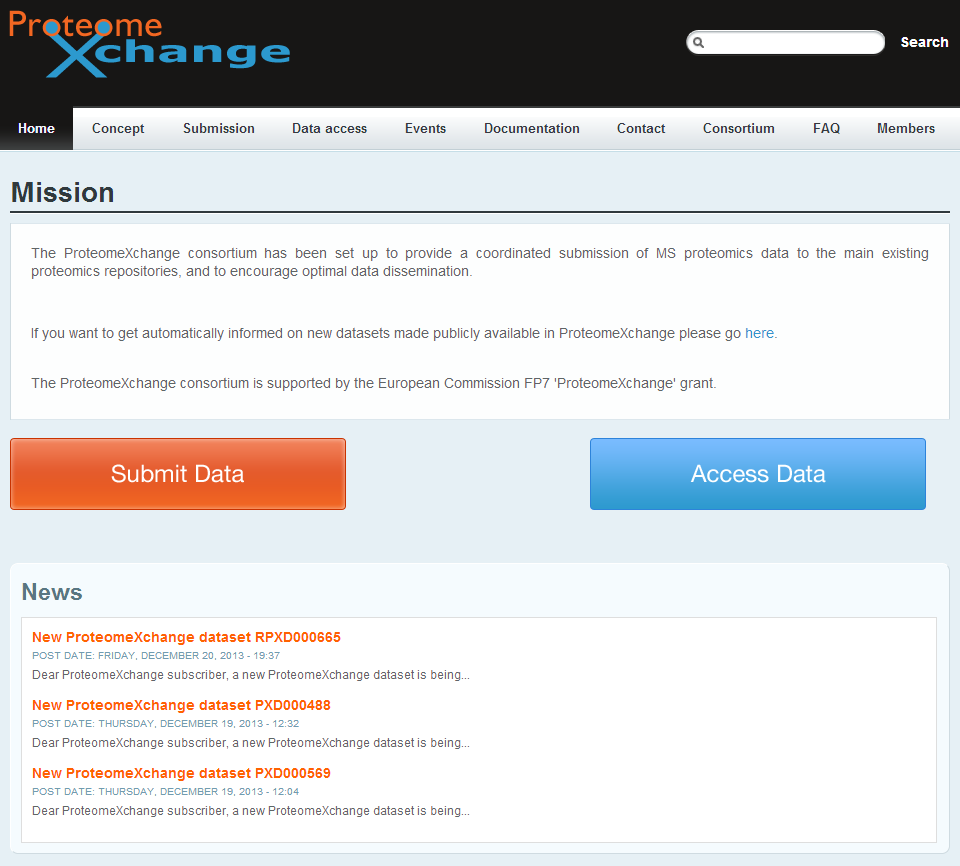 Proteome
Xchange
Search
Home Concept Submission Data access Events Documentation Contact Consortium FAQ Members
Mission
The ProteomeXchange consortium has been set up to provide a coordinated submission of MS proteomics data to the main existing
proteomics repositories, and to encourage optimal data dissemination.
If you want to get automatically informed on new datasets made publicly available in ProteomeXchange please go here.
The ProteomeXchange consortium is supported by the European Commission FP7 'ProteomeXchange' grant.
Submit Data Access Data
News
New ProteomeXchange dataset RPXD000665
POST DATE: FRIDAY, DECEMBER 20, 2013 - 19:37
Dear ProteomeXchange subscriber, a new ProteomeXchange dataset is being...
New ProteomeXchange dataset PXD000488
POST DATE: THURSDAY, DECEMBER 19, 2013 - 12:32
Dear ProteomeXchange subscriber, a new ProteomeXchange dataset is being...
New ProteomeXchange dataset PXD000569
POST DATE: THURSDAY, DECEMBER 19, 2013 - 12:04
Dear ProteomeXchange subscriber, a new ProteomeXchange dataset is being...